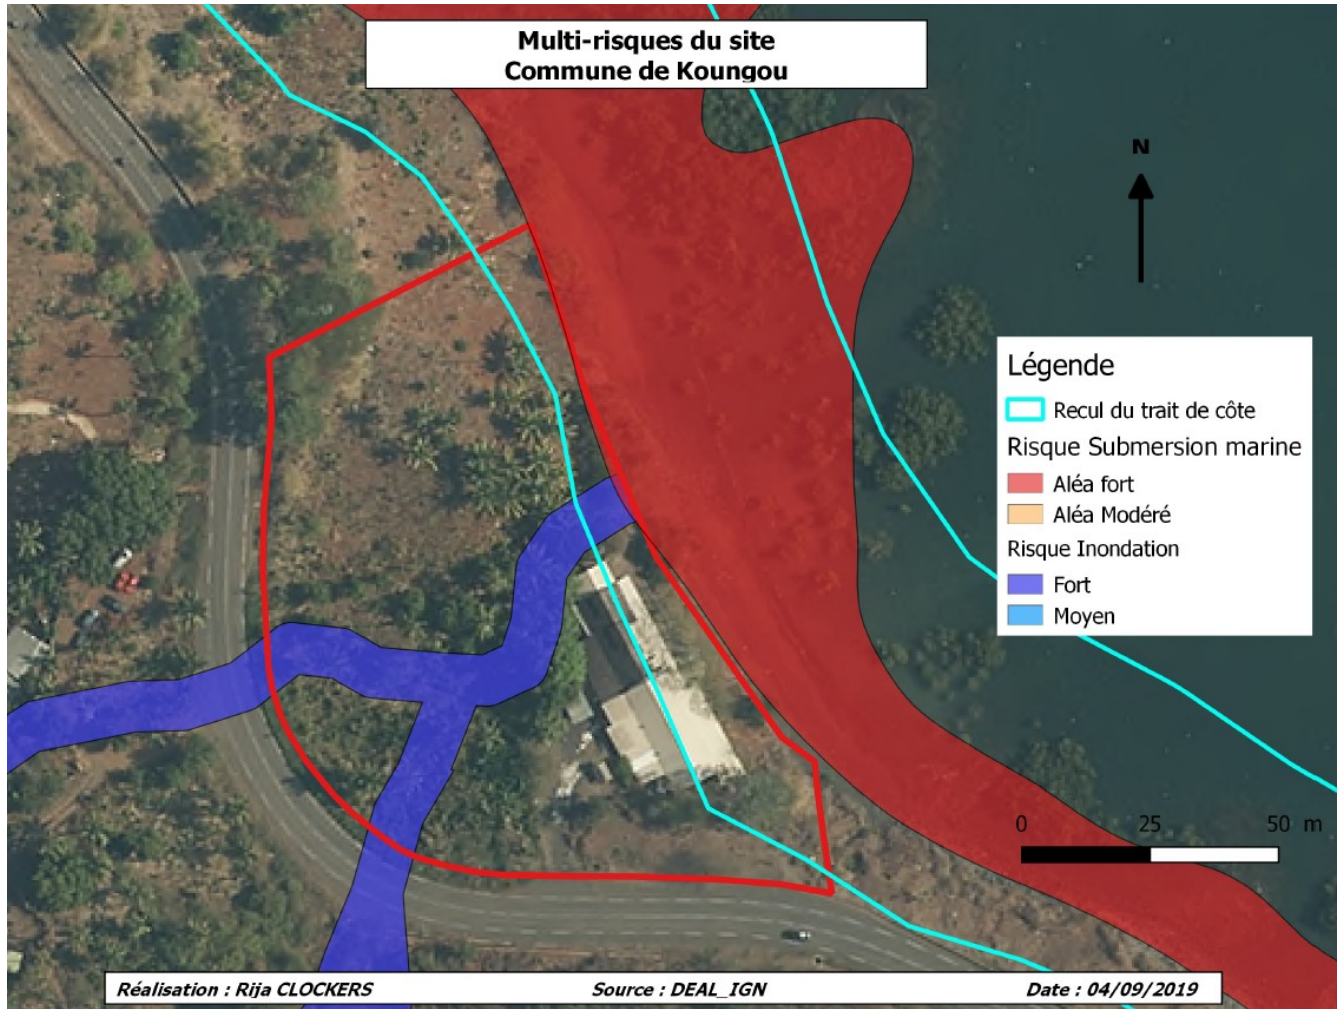 Multi-risques du site
Commune de Koungou
N
Légende
Recul du trait de côte
Risque Submersion marine
Aléa fort
Aléa Modéré
Risque Inondation
Fort
Moyen
0 25 50 m
Réalisation : Rija CLOCKERS Source : DEAL_IGN Date : 04/09/2019